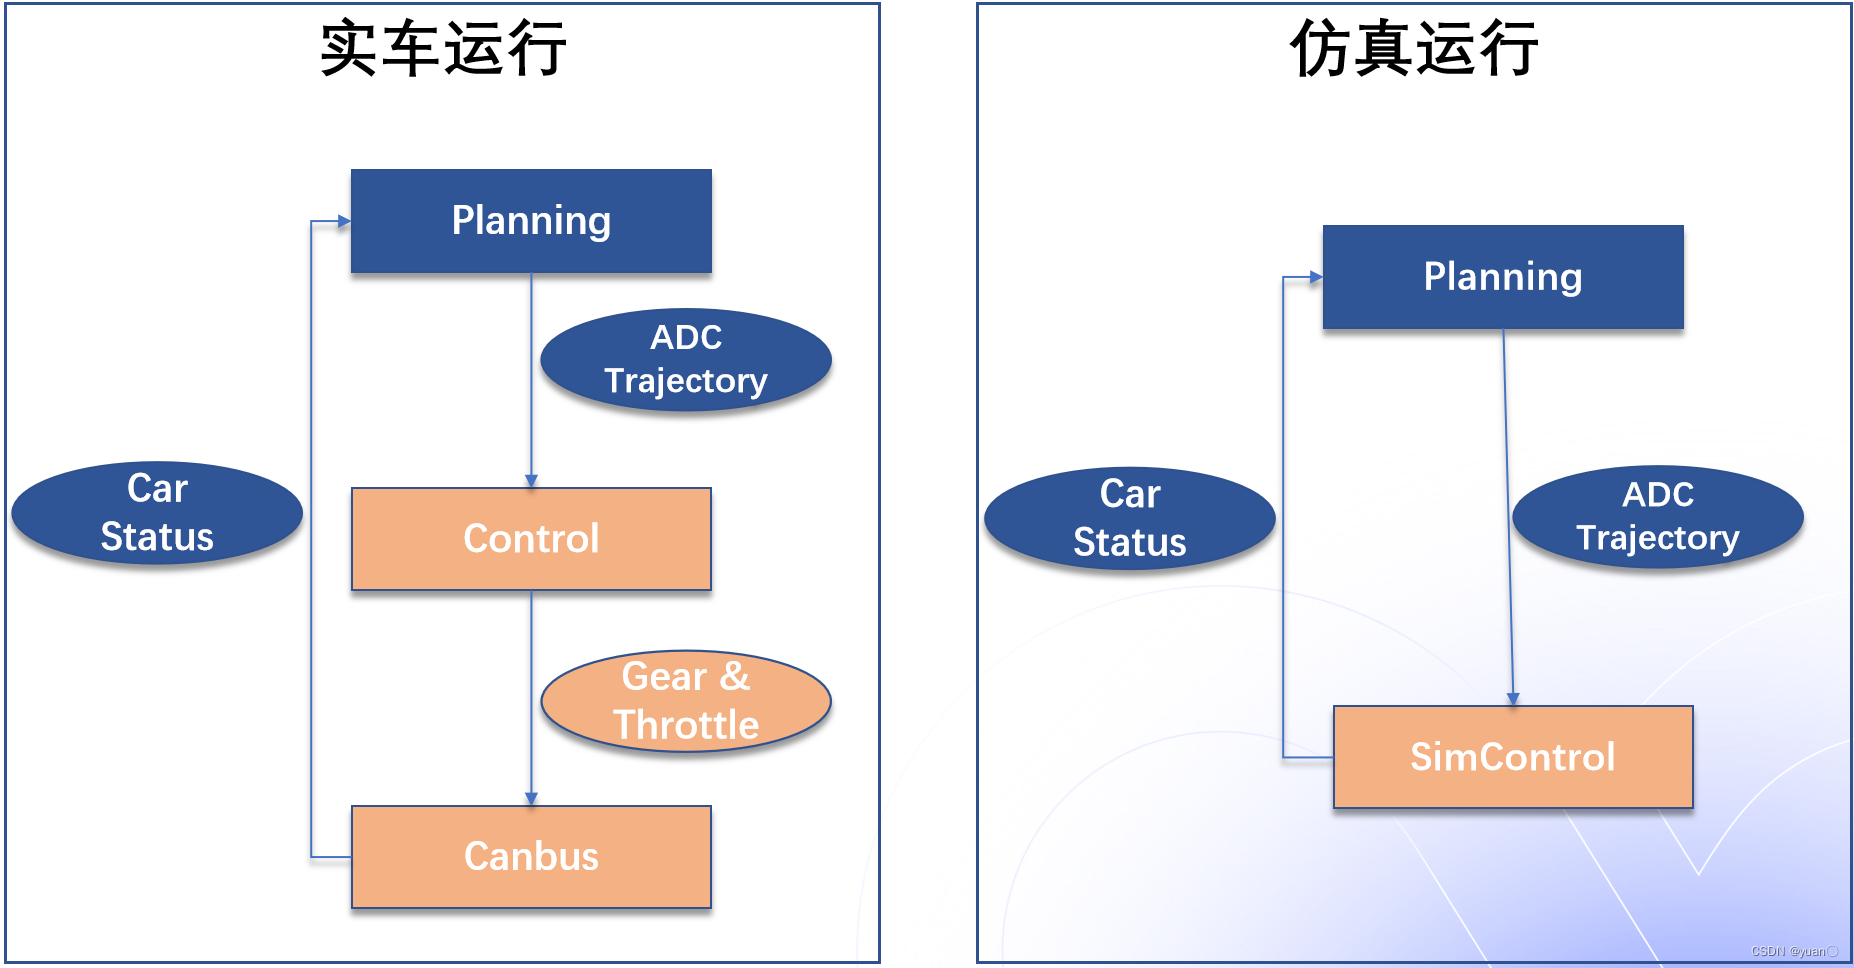 实车运行
Planning
ADC
Trajectory
Car
Status
Control
Gear &
Throttle
Canbus
仿真运行
Planning
Car
Status
ADC
Trajectory
SimControl
CSDN @yuan〇